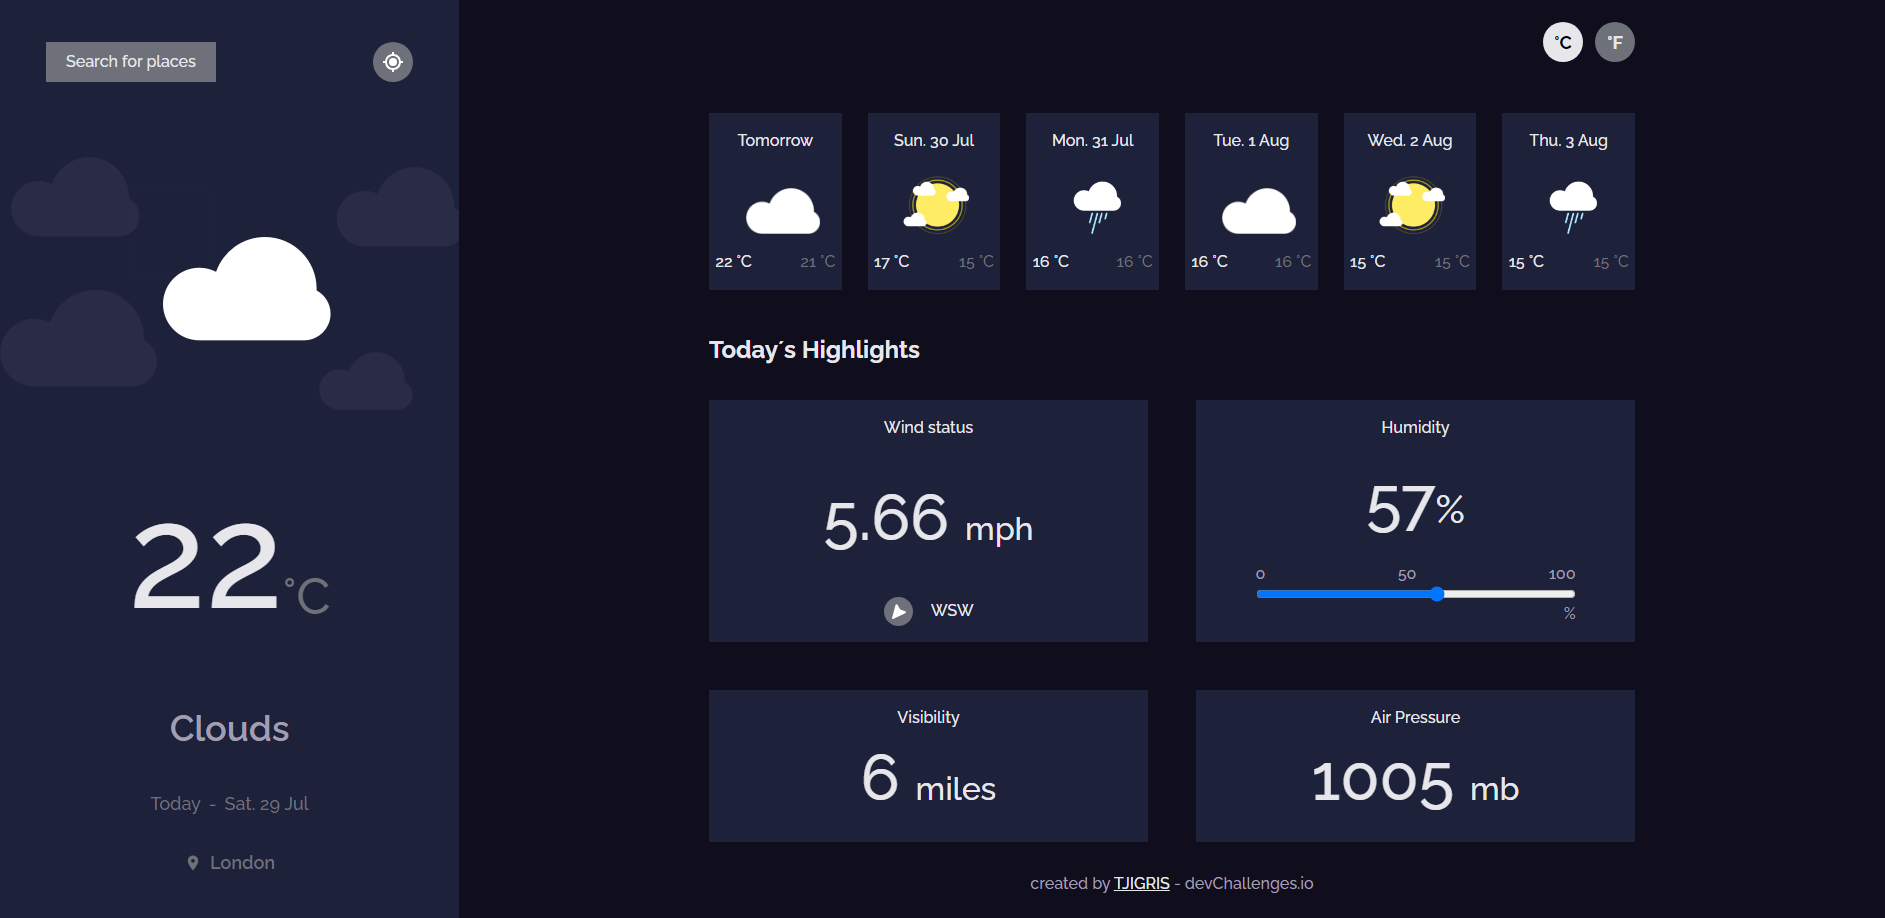 Search for places
22°C
Clouds
Today - Sat. 29 Jul
London
°C °F
Tomorrow
22 °C 21 °C
Sun. 30 Jul
17 °C 15 °C
Mon. 31 Jul
16 °C 16 °C
Tue. 1 Aug
16 °C 16 °C
Wed. 2 Aug
15 °C 15 °C
Thu. 3 Aug
15 °C 15 °C
Today´s Highlights
Wind status
5.66 mph
WSW
Humidity
57%
0 50 100
%
Visibility
6 miles
Air Pressure
1005 mb
created by TJIGRIS - devChallenges.io